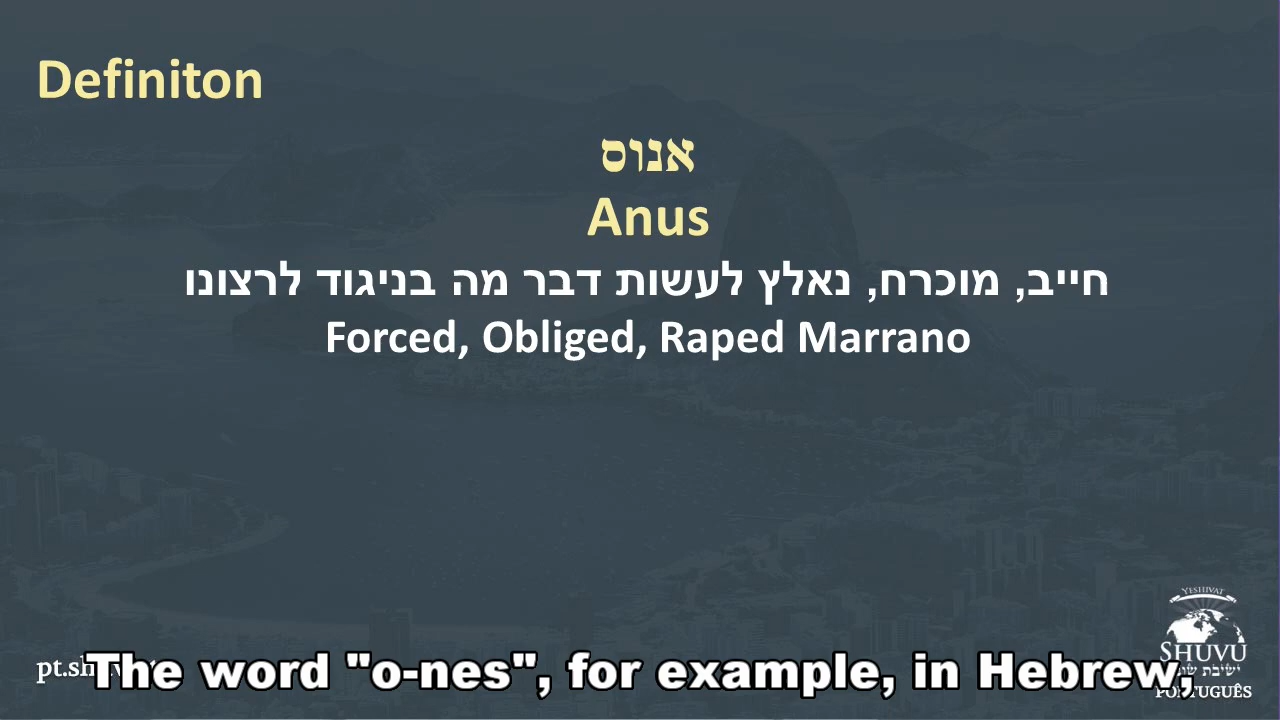 Definiton
אנוס
Anus
חייב, מוכרח, נאלץ לעשות דבר מה בניגוד לרצונו
Forced, Obliged, Raped Marrano
The word "o-nes", for example, in Hebrew,
YESHIVAT
SHUVU
PORTUGUÊS